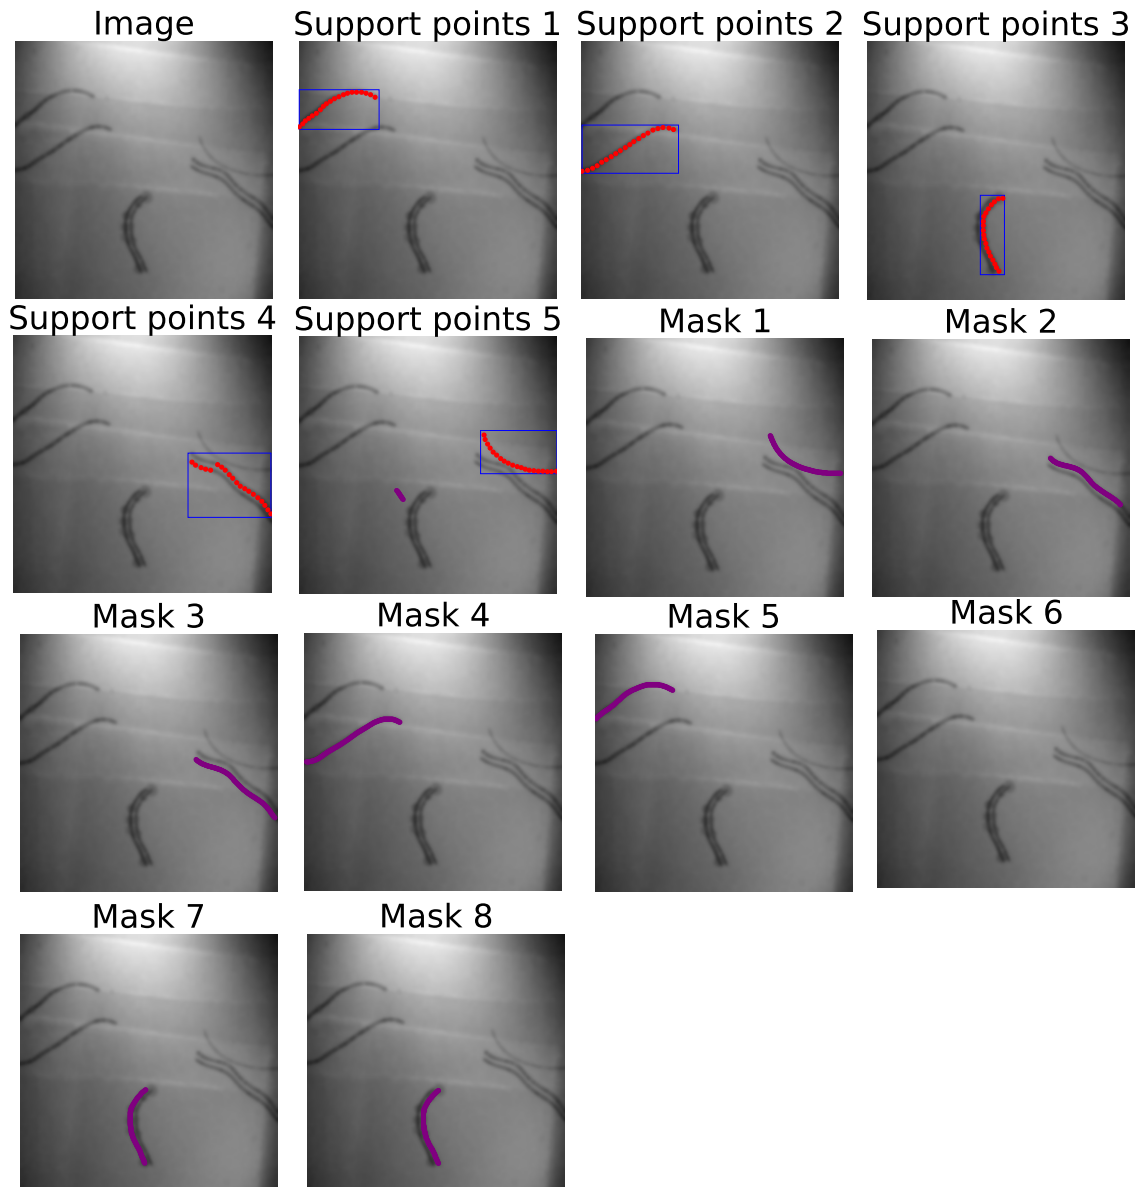 Image
Support points 1
Support points 2
Support points 3
Support points 4
Support points 5
Mask 1
Mask 2
Mask 3
Mask 4
Mask 5
Mask 6
Mask 7
Mask 8